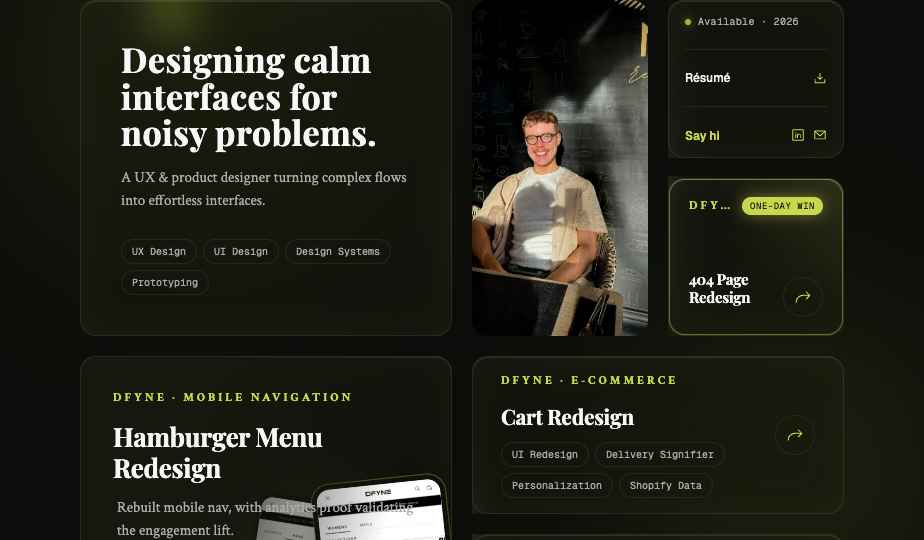 Designing calm
interfaces for
noisy problems.
A UX & product designer turning complex flows
into effortless interfaces.
UX Design
UI Design
Design Systems
Prototyping
Available · 2026
Résumé
Say hi
in
DFY...
ONE-DAY WIN
404 Page
Redesign
DFYNE · MOBILE NAVIGATION
Hamburger Menu
Redesign
Rebuilt mobile nav, with analytics proof validating
the engagement lift.
DFYNE
DFYNE · E-COMMERCE
Cart Redesign
UI Redesign
Delivery Signifier
Personalization
Shopify Data